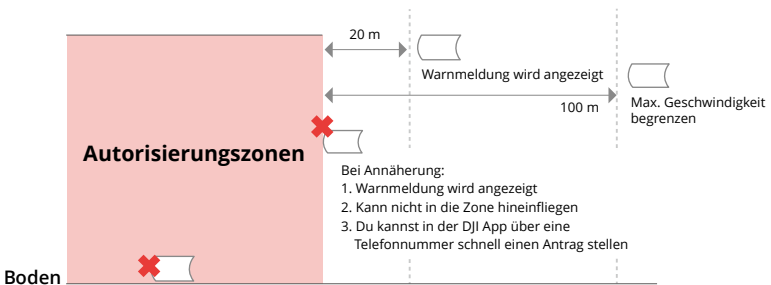 20 m
Warnmeldung wird angezeigt
100 m
Max. Geschwindigkeit
begrenzen
Autorisierungszonen
Bei Annäherung:
1. Warnmeldung wird angezeigt
2. Kann nicht in die Zone hineinfliegen
3. Du kannst in der DJI App über eine
Telefonnummer schnell einen Antrag stellen
Boden